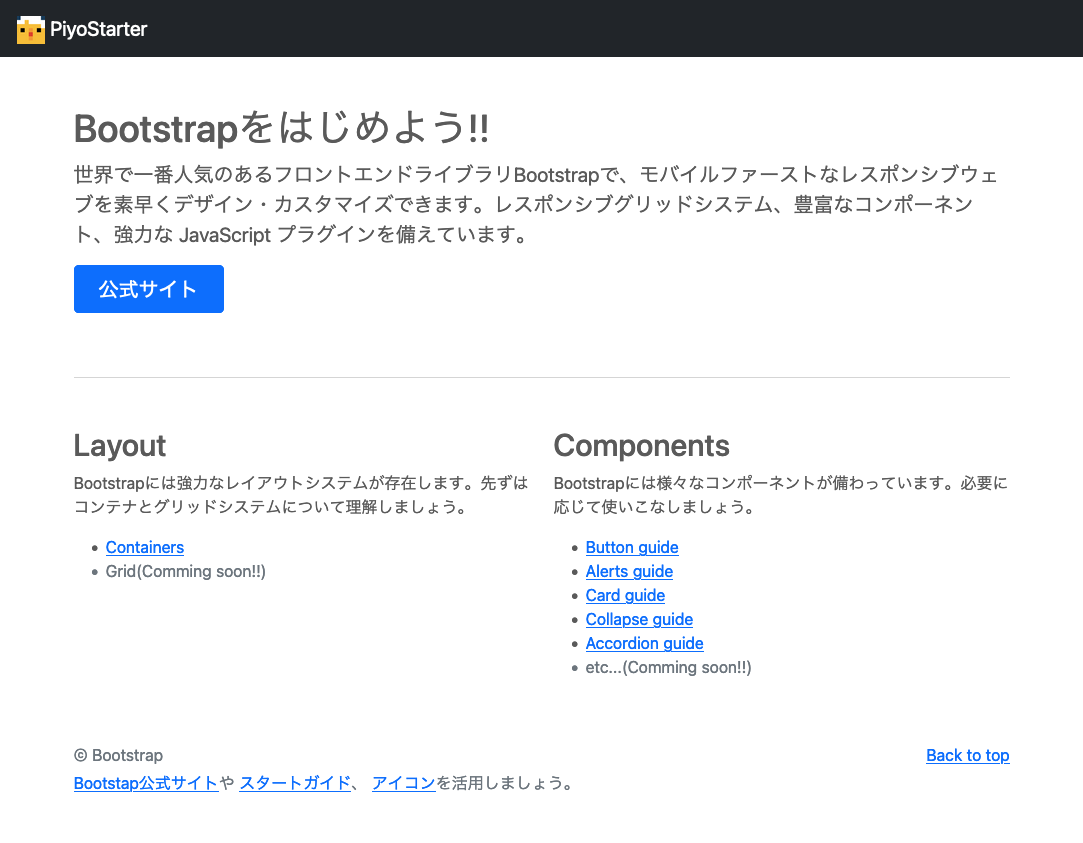 PiyoStarter
Bootstrapをはじめよう!!
世界で一番人気のあるフロントエンドライブラリBootstrapで、モバイルファーストなレスポンシブウェ
ブを素早くデザイン・カスタマイズできます。レスポンシブグリッドシステム、豊富なコンポーネン
ト、強力な JavaScript プラグインを備えています。
公式サイト
Layout
Bootstrapには強力なレイアウトシステムが存在します。先ずは
コンテナとグリッドシステムについて理解しましょう。
• Containers
• Grid(Comming soon!!)
Components
Bootstrapには様々なコンポーネントが備わっています。必要に
応じて使いこなしましょう。
• Button guide
• Alerts guide
• Card guide
• Collapse guide
• Accordion guide
• etc...(Comming soon!!)
© Bootstrap
Back to top
Bootstap公式サイトや スタートガイド、 アイコンを活用しましょう。